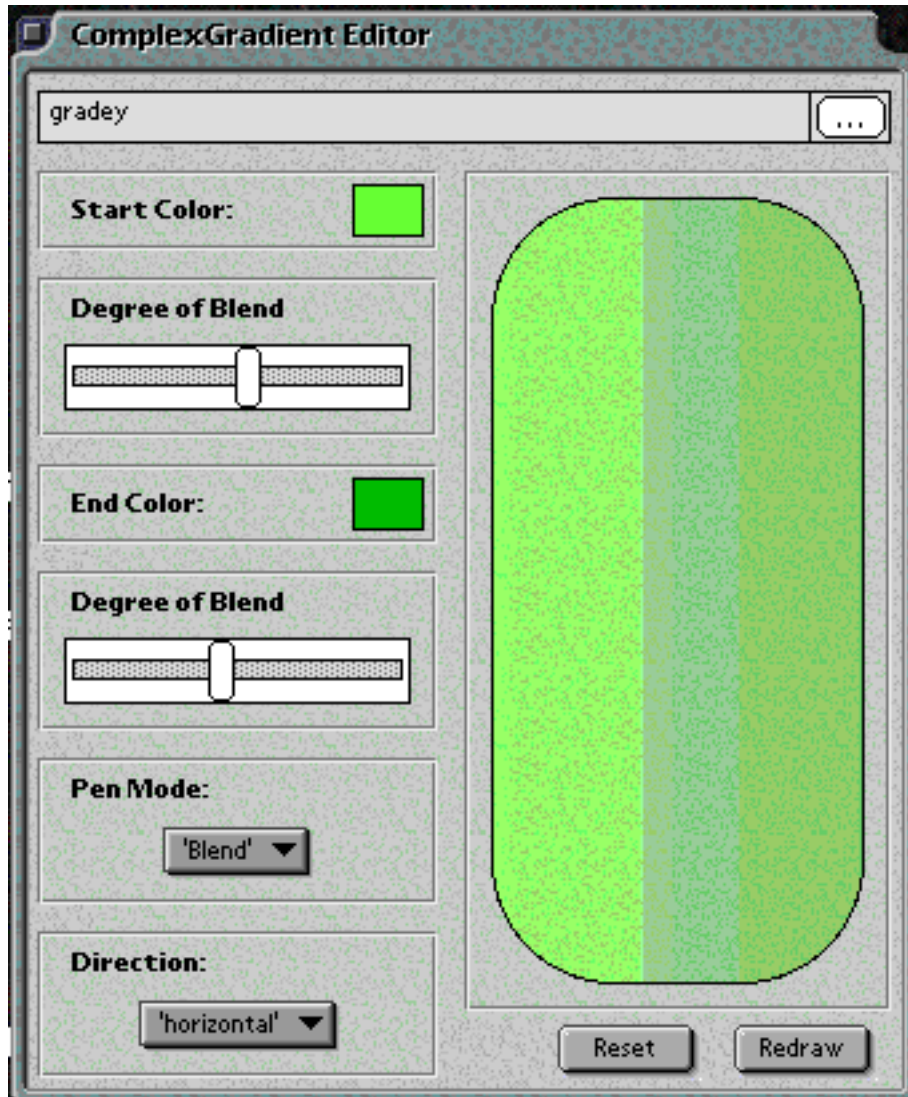 ComplexGradient Editor
gradey
...
Start Color:
Degree of Blend
End Color:
Degree of Blend
Pen Mode:
'Blend'
Direction:
'horizontal'
Reset
Redraw